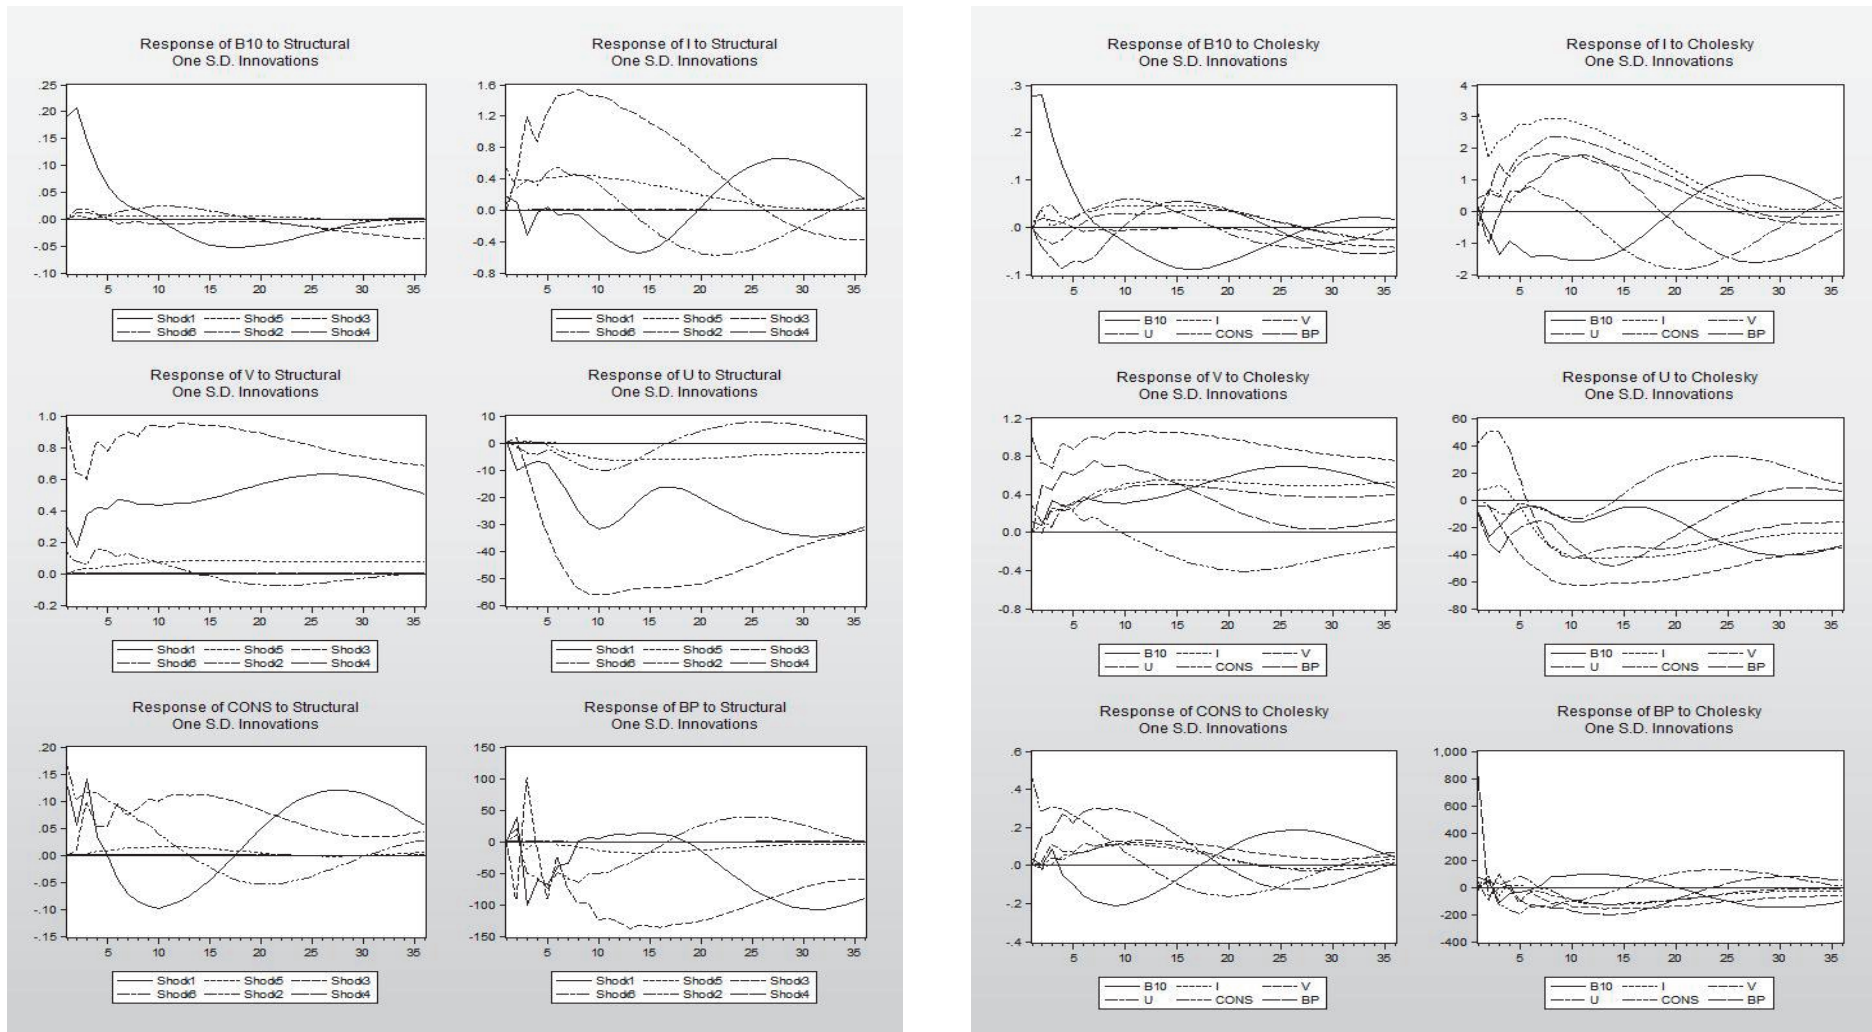 Response of B10 to Structural
One S.D. Innovations
.25
.20
.15
.10
.05
.00
-.05
-.10
5 10 15 20 25 30 35
Shock1 Shock5 Shock3
Shock6 Shock2 Shock4
Response of I to Structural
One S.D. Innovations
1.6
1.2
0.8
0.4
0.0
-0.4
-0.8
5 10 15 20 25 30 35
Shock1 Shock5 Shock3
Shock6 Shock2 Shock4
Response of V to Structural
One S.D. Innovations
1.0
0.8
0.6
0.4
0.2
0.0
-0.2
5 10 15 20 25 30 35
Shock1 Shock5 Shock3
Shock6 Shock2 Shock4
Response of U to Structural
One S.D. Innovations
10
0
-10
-20
-30
-40
-50
-60
5 10 15 20 25 30 35
Shock1 Shock5 Shock3
Shock6 Shock2 Shock4
Response of CONS to Structural
One S.D. Innovations
.20
.15
.10
.05
.00
-.05
-.10
-.15
5 10 15 20 25 30 35
Shock1 Shock5 Shock3
Shock6 Shock2 Shock4
Response of BP to Structural
One S.D. Innovations
150
100
50
0
-50
-100
-150
5 10 15 20 25 30 35
Shock1 Shock5 Shock3
Shock6 Shock2 Shock4
Response of B10 to Cholesky
One S.D. Innovations
.3
.2
.1
.0
-.1
5 10 15 20 25 30 35
B10 I V
U CONS BP
Response of I to Cholesky
One S.D. Innovations
4
3
2
1
0
-1
-2
5 10 15 20 25 30 35
B10 I V
U CONS BP
Response of V to Cholesky
One S.D. Innovations
1.2
0.8
0.4
0.0
-0.4
-0.8
5 10 15 20 25 30 35
B10 I V
U CONS BP
Response of U to Cholesky
One S.D. Innovations
60
40
20
0
-20
-40
-60
-80
5 10 15 20 25 30 35
B10 I V
U CONS BP
Response of CONS to Cholesky
One S.D. Innovations
.6
.4
.2
.0
-.2
-.4
5 10 15 20 25 30 35
B10 I V
U CONS BP
Response of BP to Cholesky
One S.D. Innovations
1,000
800
600
400
200
0
-200
-400
5 10 15 20 25 30 35
B10 I V
U CONS BP